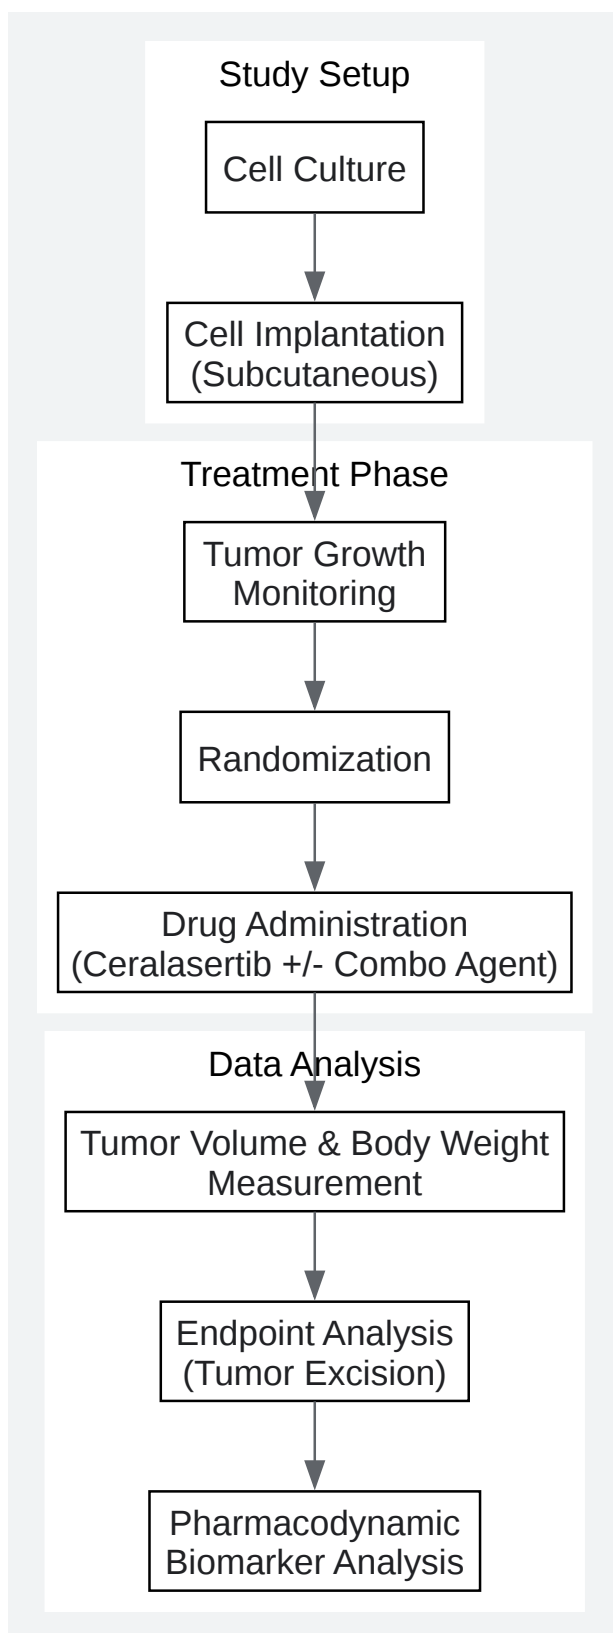 Study Setup
Cell Culture
Cell Implantation
(Subcutaneous)
Treatment Phase
Tumor Growth
Monitoring
Randomization
Drug Administration
(Ceralasertib +/- Combo Agent)
Data Analysis
Tumor Volume & Body Weight
Measurement
Endpoint Analysis
(Tumor Excision)
Pharmacodynamic
Biomarker Analysis